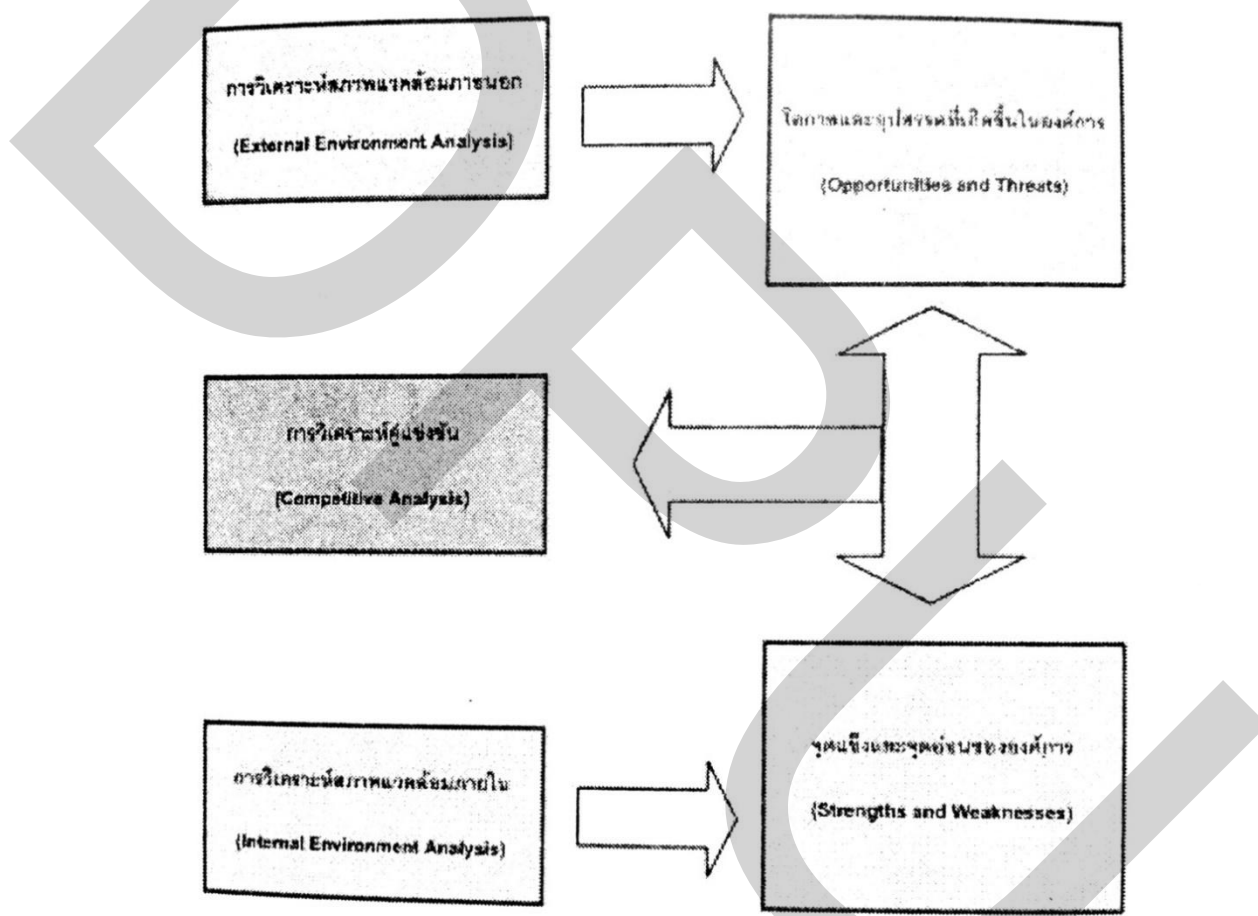 การวิเคราะห์สภาพแวดล้อมภายนอก
(External Environment Analysis)
โอกาสและอุปสรรคที่เกิดขึ้นในองค์การ
(Opportunities and Threats)
การวิเคราะห์คู่แข่งขัน
(Competitive Analysis)
การวิเคราะห์สภาพแวดล้อมภายใน
(Internal Environment Analysis)
จุดแข็งและจุดอ่อนขององค์การ
(Strengths and Weaknesses)
DPU